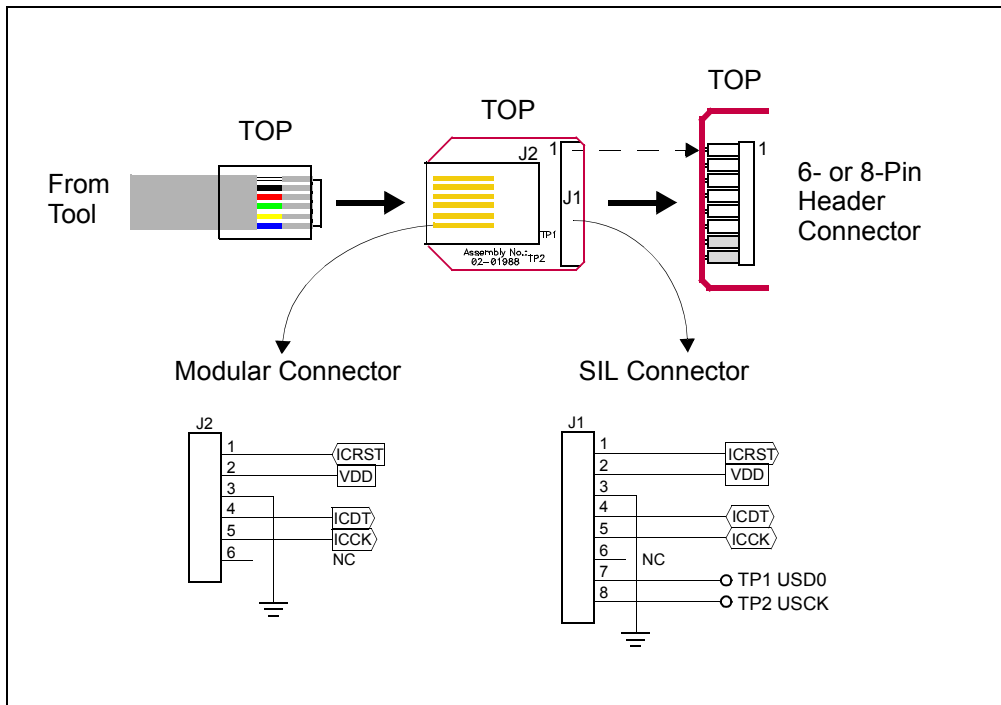 TOP
TOP
TOP
From
Tool
J2
1
J1
TP1
TP2
Assembly No.:
02-01988
1
6- or 8-Pin
Header
Connector
Modular Connector
SIL Connector
J2
1
ICRST
2
VDD
3
4
ICDT
5
ICCK
6
NC
J1
1
ICRST
2
VDD
3
4
ICDT
5
ICCK
6
NC
7
TP1 USD0
8
TP2 USCK